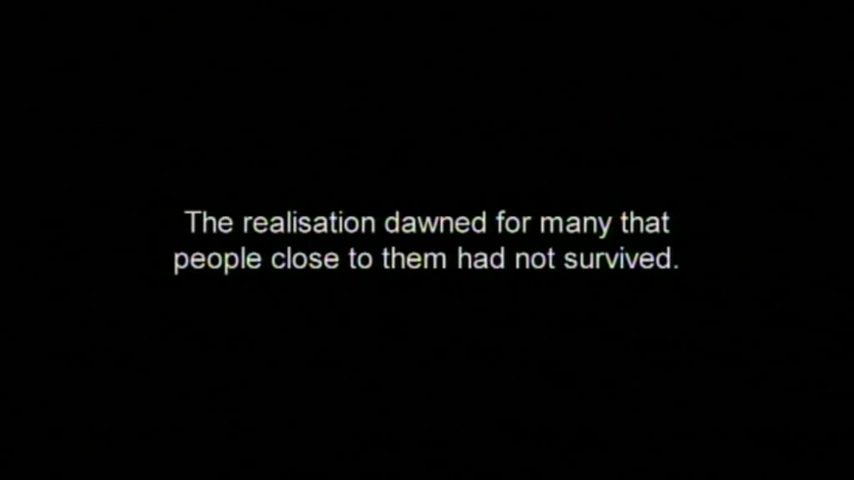 The realisation dawned for many that
people close to them had not survived.